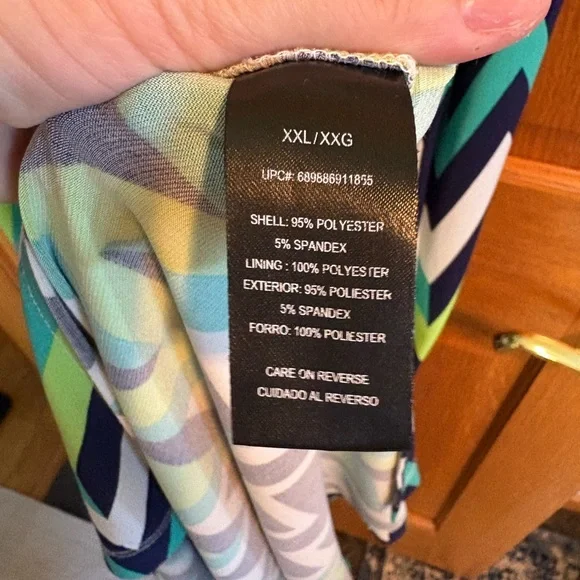 XXL/XXG
UPC#: 689886911855
SHELL: 95% POLYESTER
5% SPANDEX
LINING : 100% POLYESTER
EXTERIOR: 95% POLIESTER
5% SPANDEX
FORRO: 100% POLIESTER
CARE ON REVERSE
CUIDADO AL REVERSO